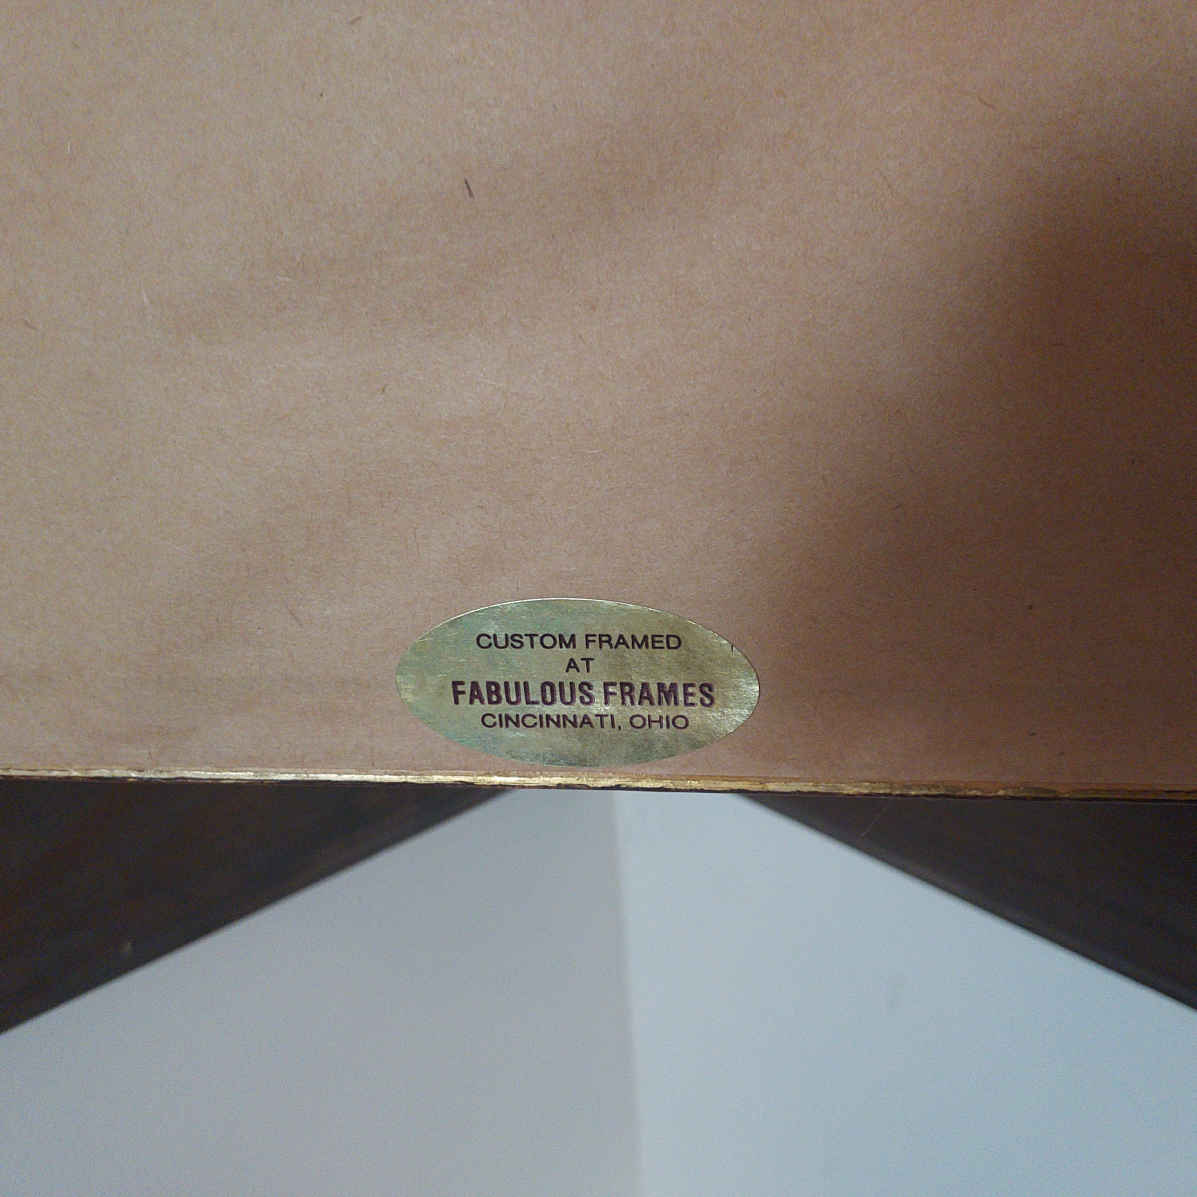 CUSTOM FRAMED
AT
FABULOUS FRAMES
CINCINNATI, OHIO